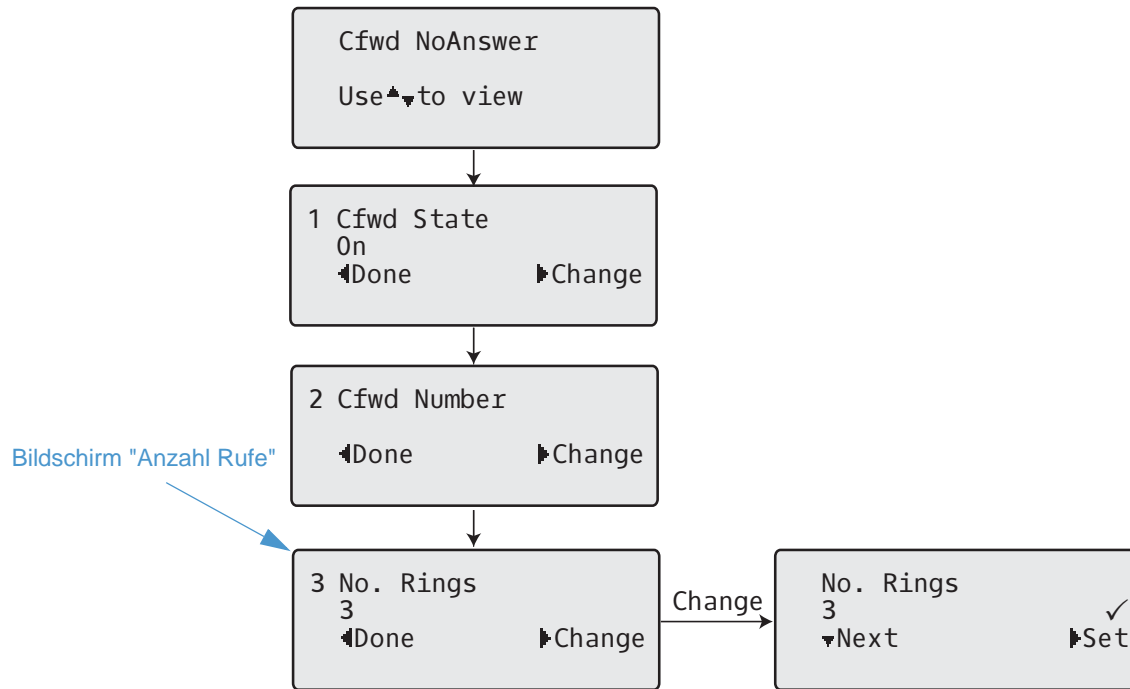 Cfwd NoAnswer
Use▲▼to view
1 Cfwd State
On
◀Done ▶Change
2 Cfwd Number
◀Done ▶Change
Bildschirm "Anzahl Rufe"
3 No. Rings
3
◀Done ▶Change
Change
No. Rings
3 ✓
▼Next ▶Set